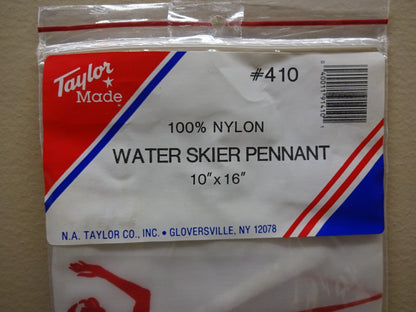 Taylor
Made
#410
100% NYLON
WATER SKIER PENNANT
10" x 16"
N.A. TAYLOR CO., INC. • GLOVERSVILLE, NY 12078